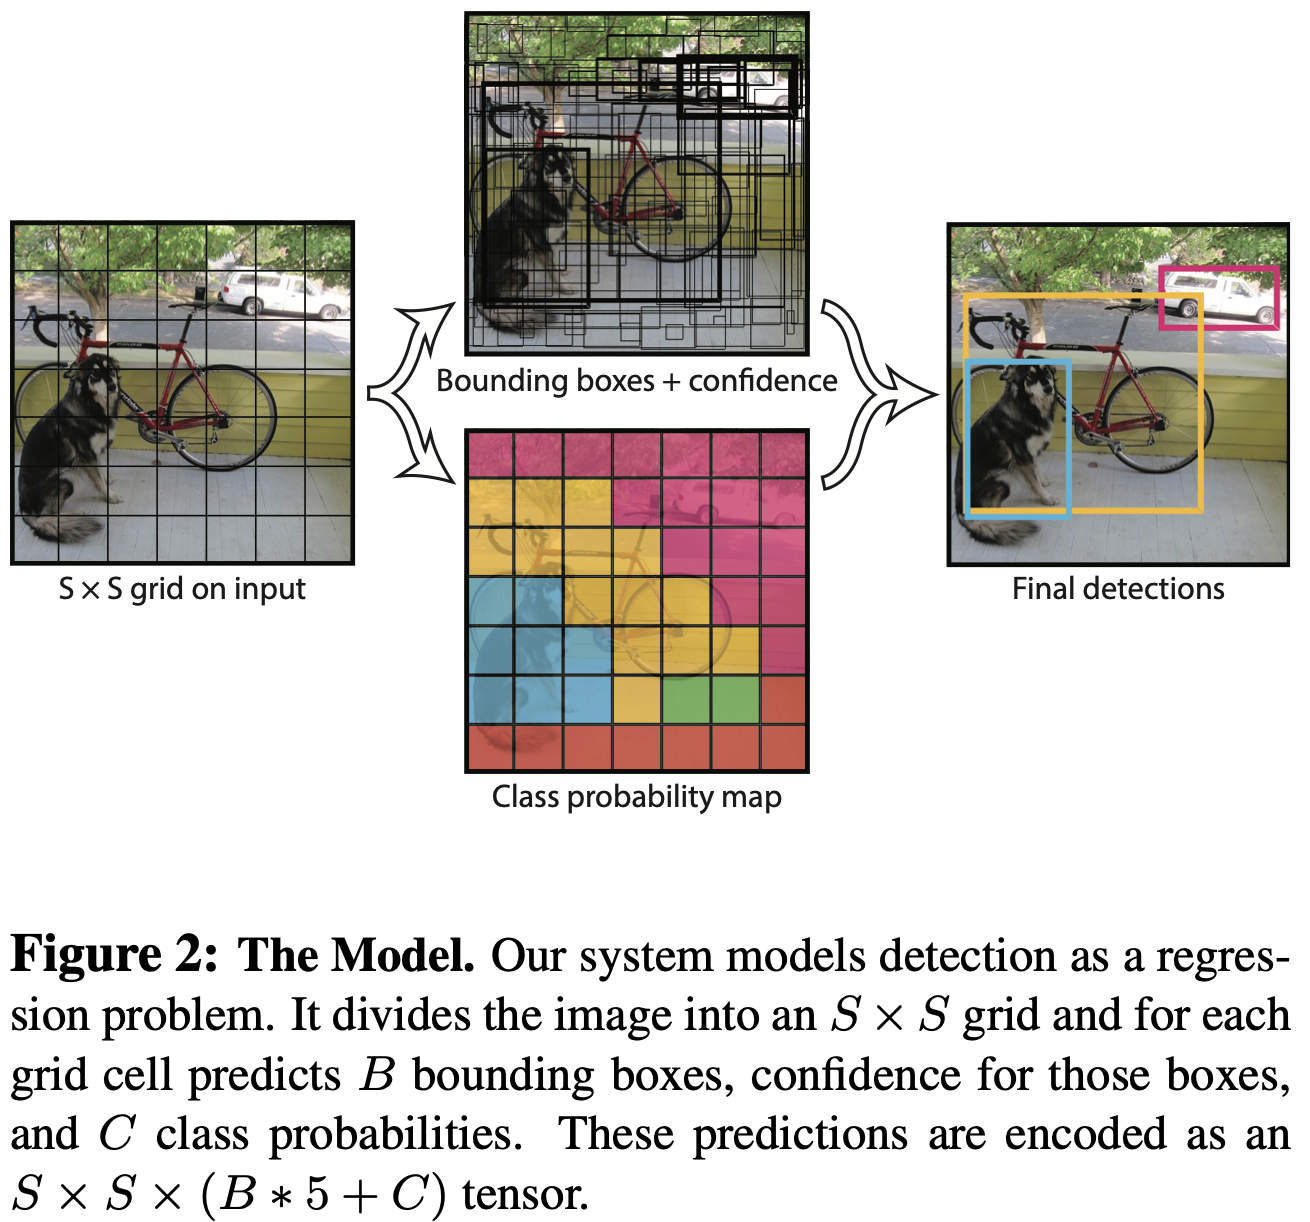 Bounding boxes + confidence
S × S grid on input
Final detections
Class probability map
Figure 2: The Model. Our system models detection as a regres-
sion problem. It divides the image into an S × S grid and for each
grid cell predicts B bounding boxes, confidence for those boxes,
and C class probabilities. These predictions are encoded as an
S × S × (B ∗ 5 + C) tensor.